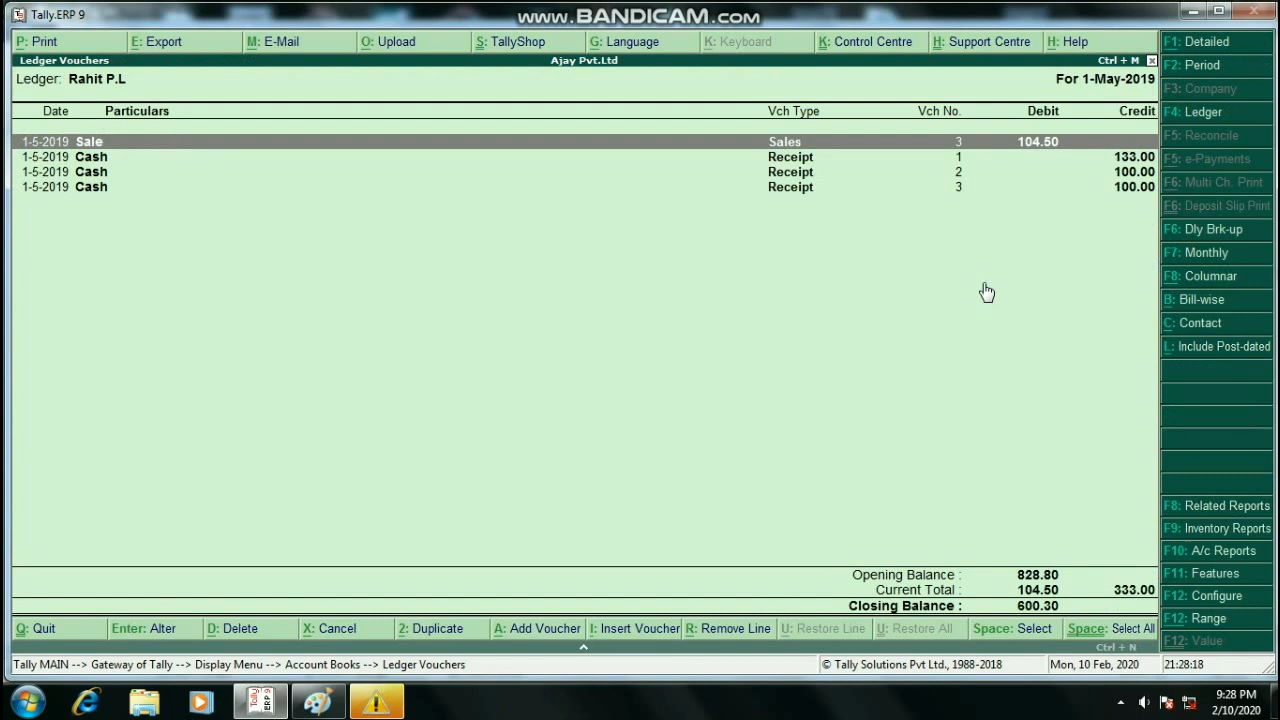 Tally.ERP 9
www.BANDICAM.com
P: Print E: Export M: E-Mail O: Upload S: TallyShop G: Language K: Keyboard K: Control Centre H: Support Centre H: Help
Ledger Vouchers Ajay Pvt.Ltd Ctrl + M
Ledger: Rahit P.L For 1-May-2019
Date Particulars Vch Type Vch No. Debit Credit
1-5-2019 Sale Sales 3 104.50
1-5-2019 Cash Receipt 1 133.00
1-5-2019 Cash Receipt 2 100.00
1-5-2019 Cash Receipt 3 100.00
Opening Balance : 828.80
Current Total : 104.50 333.00
Closing Balance : 600.30
Q: Quit Enter: Alter D: Delete X: Cancel 2: Duplicate A: Add Voucher I: Insert Voucher R: Remove Line U: Restore Line U: Restore All Space: Select Space: Select All
Ctrl + N
Tally MAIN --> Gateway of Tally --> Display Menu --> Account Books --> Ledger Vouchers © Tally Solutions Pvt Ltd., 1988-2018 Mon, 10 Feb, 2020 21:28:18
F1: Detailed
F2: Period
F3: Company
F4: Ledger
F5: Reconcile
F5: e-Payments
F6: Multi Ch. Print
F6: Deposit Slip Print
F6: Dly Brk-up
F7: Monthly
F8: Columnar
B: Bill-wise
C: Contact
L: Include Post-dated
F8: Related Reports
F9: Inventory Reports
F10: A/c Reports
F11: Features
F12: Configure
F12: Range
F12: Value
Tally ERP 9
9:28 PM
2/10/2020